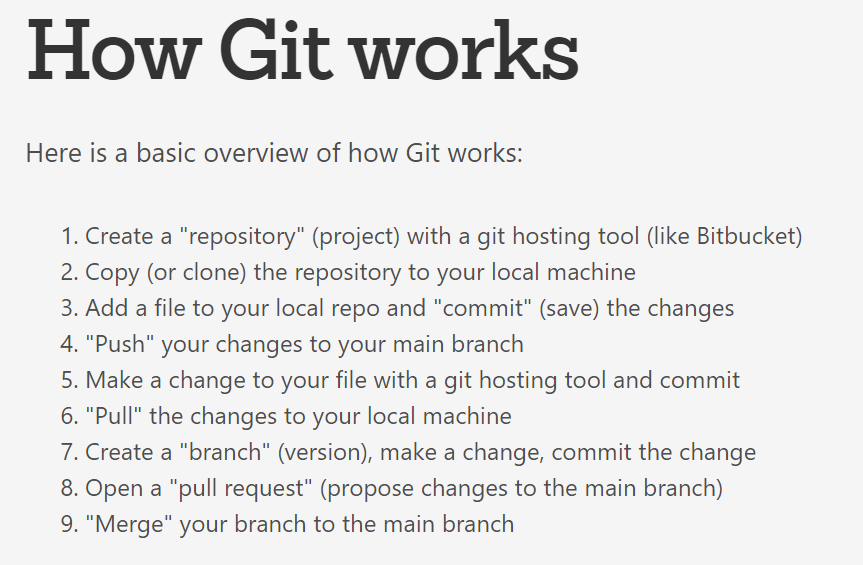 How Git works
Here is a basic overview of how Git works:
1. Create a "repository" (project) with a git hosting tool (like Bitbucket)
2. Copy (or clone) the repository to your local machine
3. Add a file to your local repo and "commit" (save) the changes
4. "Push" your changes to your main branch
5. Make a change to your file with a git hosting tool and commit
6. "Pull" the changes to your local machine
7. Create a "branch" (version), make a change, commit the change
8. Open a "pull request" (propose changes to the main branch)
9. "Merge" your branch to the main branch